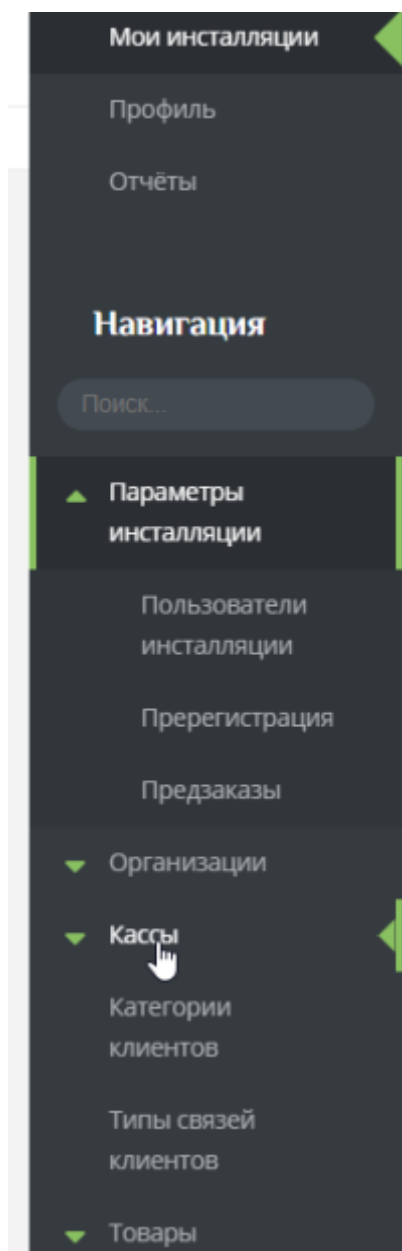 Мои инсталляции
Профиль
Отчёты
Навигация
Поиск...
Параметры
инсталляции
Пользователи
инсталляции
Пререгистрация
Предзаказы
Организации
Кассы
Категории
клиентов
Типы связей
клиентов
Товары